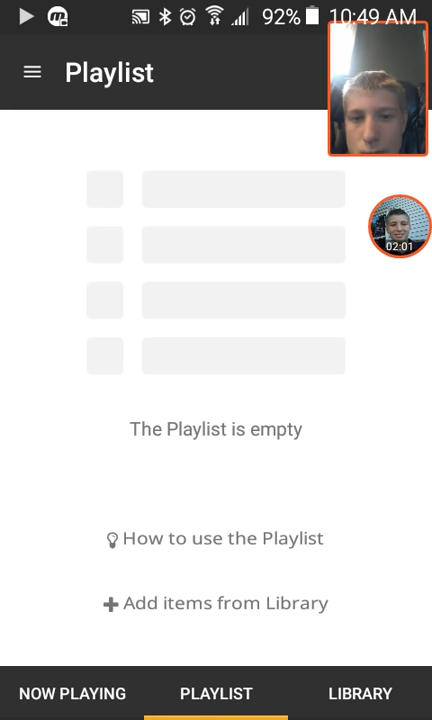 92% 10:49 AM
Playlist
02:01
The Playlist is empty
How to use the Playlist
Add items from Library
NOW PLAYING PLAYLIST LIBRARY